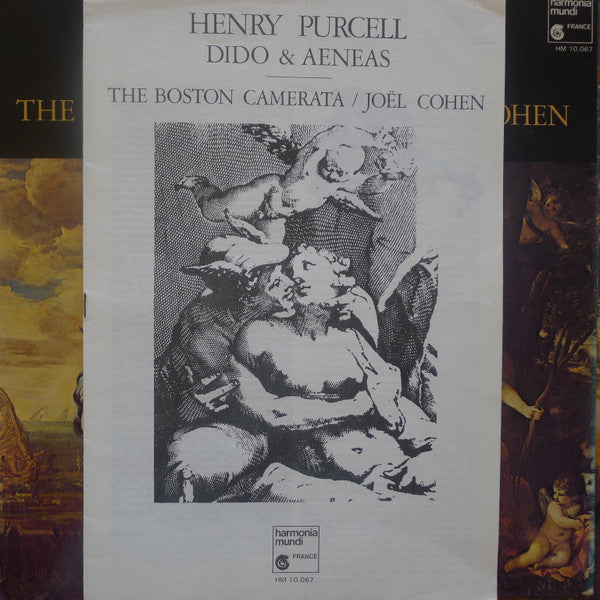 HENRY PURCELL
DIDO & AENEAS
THE BOSTON CAMERATA / JOËL COHEN
harmonia
mundi
FRANCE
HM 10.067
THE
OHEN
harmonia
mundi
FRANCE
HM 10.067